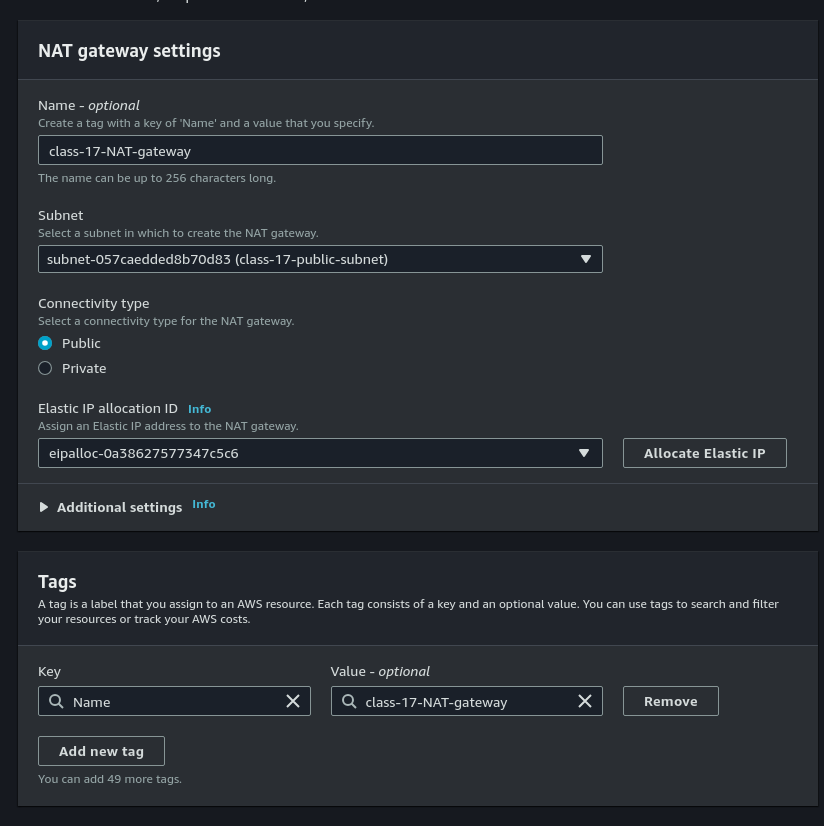 NAT gateway settings
Name - optional
Create a tag with a key of 'Name' and a value that you specify.
class-17-NAT-gateway
The name can be up to 256 characters long.
Subnet
Select a subnet in which to create the NAT gateway.
subnet-057caedded8b70d83 (class-17-public-subnet)
Connectivity type
Select a connectivity type for the NAT gateway.
Public
Private
Elastic IP allocation ID Info
Assign an Elastic IP address to the NAT gateway.
eipalloc-0a38627577347c5c6 Allocate Elastic IP
Additional settings Info
Tags
A tag is a label that you assign to an AWS resource. Each tag consists of a key and an optional value. You can use tags to search and filter
your resources or track your AWS costs.
Key Value - optional
Name class-17-NAT-gateway Remove
Add new tag
You can add 49 more tags.